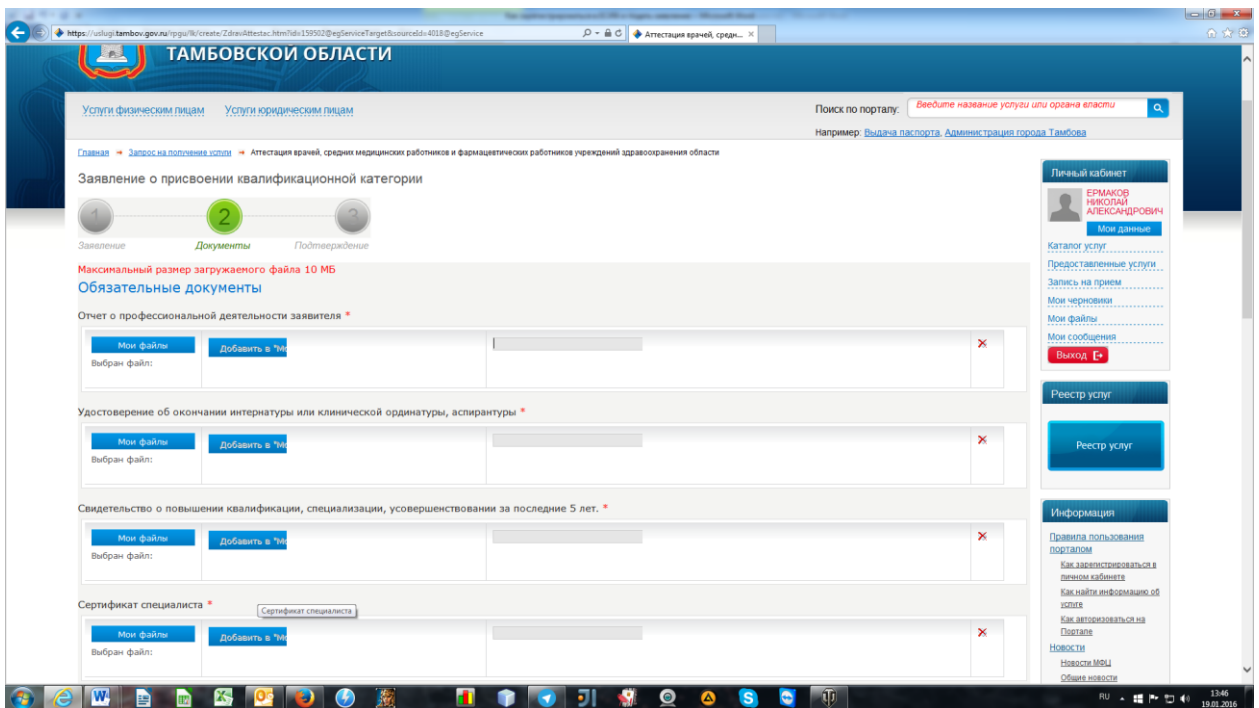 https://uslugi.tambov.gov.ru/rpgu/lk/create/ZdravAttestac.htm?id=159502@egServiceTarget&sourceId=4018@egService
Аттестация врачей, средн...
ТАМБОВСКОЙ ОБЛАСТИ
Услуги физическим лицам Услуги юридическим лицам
Поиск по порталу: Введите название услуги или органа власти
Например: Выдача паспорта, Администрация города Тамбова
Главная → Запрос на получение услуги → Аттестация врачей, средних медицинских работников и фармацевтических работников учреждений здравоохранения области
Заявление о присвоении квалификационной категории
1 2 3
Заявление Документы Подтверждение
Максимальный размер загружаемого файла 10 МБ
Обязательные документы
Отчет о профессиональной деятельности заявителя *
Мои файлы Добавить в "Мо
Выбран файл:
Удостоверение об окончании интернатуры или клинической ординатуры, аспирантуры *
Мои файлы Добавить в "Мо
Выбран файл:
Свидетельство о повышении квалификации, специализации, усовершенствовании за последние 5 лет. *
Мои файлы Добавить в "Мо
Выбран файл:
Сертификат специалиста *
Сертификат специалиста
Мои файлы Добавить в "Мо
Выбран файл:
Личный кабинет
ЕРМАКОВ
НИКОЛАЙ
АЛЕКСАНДРОВИЧ
Мои данные
Каталог услуг
Предоставленные услуги
Запись на прием
Мои черновики
Мои файлы
Мои сообщения
Выход
Реестр услуг
Реестр услуг
Информация
Правила пользования
порталом
Как зарегистрироваться в
личном кабинете
Как найти информацию об
услуге
Как авторизоваться на
Портале
Новости
Новости МФЦ
Общие новости
RU 13:46
19.01.2016